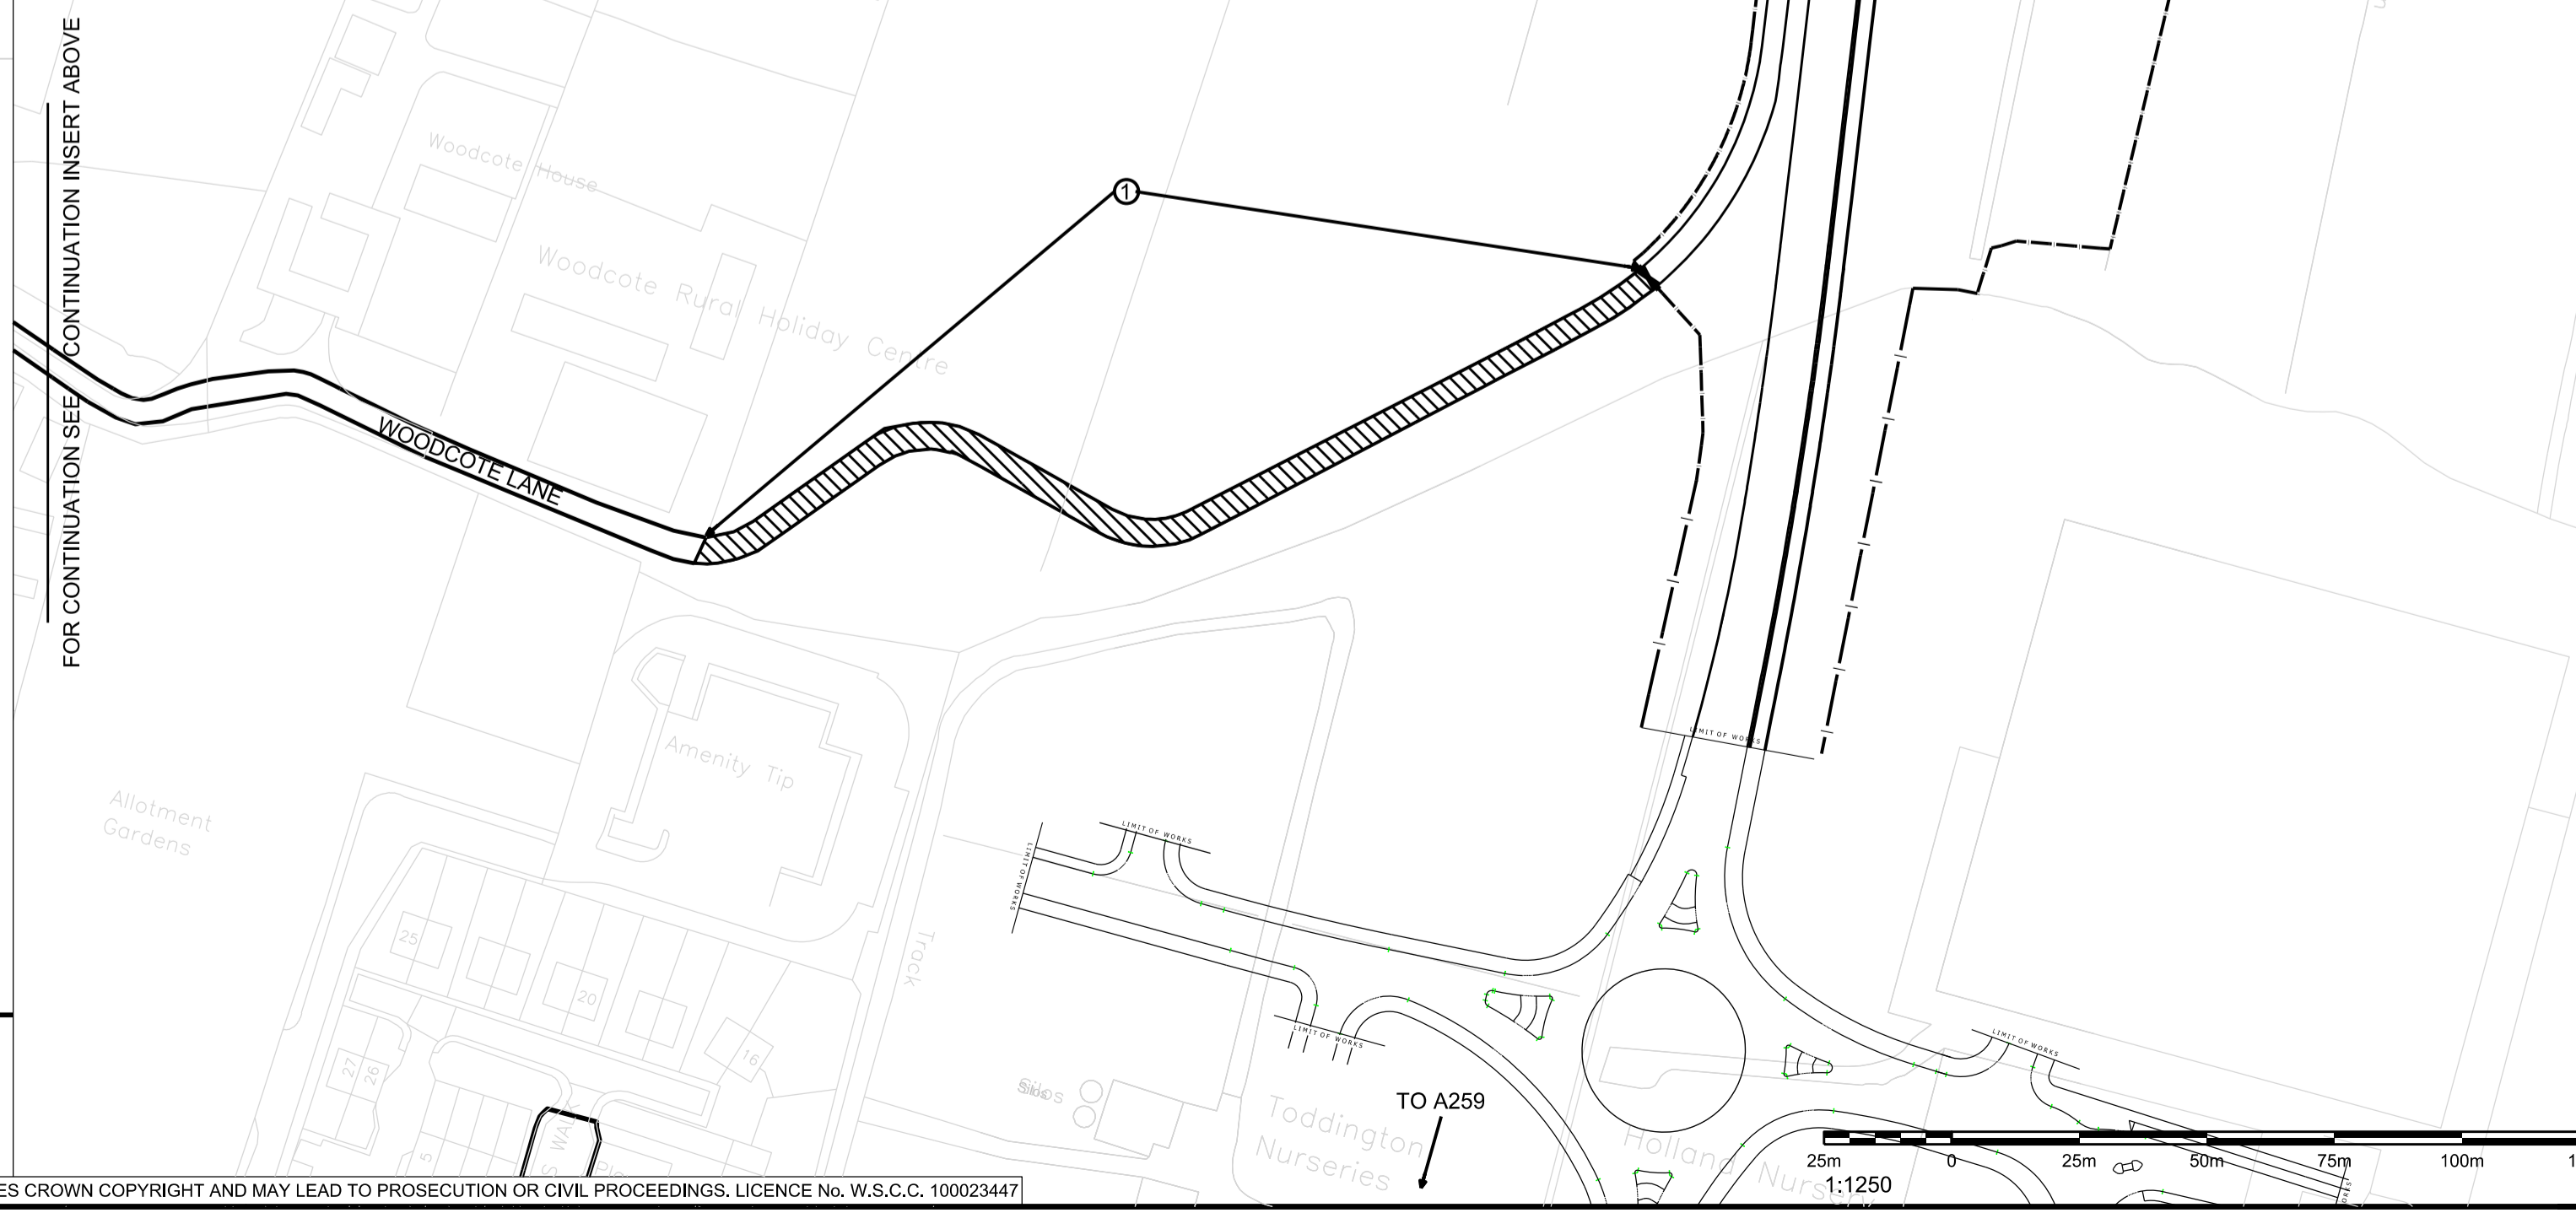 FOR CONTINUATION SEE CONTINUATION INSERT ABOVE
Woodcote House
Woodcote Rural Holiday Centre
1
WOODCOTE LANE
Amenity Tip
Allotment
Gardens
LIMIT OF WORKS
LIMIT OF WORKS
LIMIT OF WORKS
LIMIT OF WORKS
LIMIT OF WORKS
Track
25
20
16
27
26
5
S WALK
Silos
Toddington
Nurseries
TO A259
Holland Nursery
25m
0
25m
50m
75m
100m
1:1250
ES CROWN COPYRIGHT AND MAY LEAD TO PROSECUTION OR CIVIL PROCEEDINGS. LICENCE No. W.S.C.C. 100023447